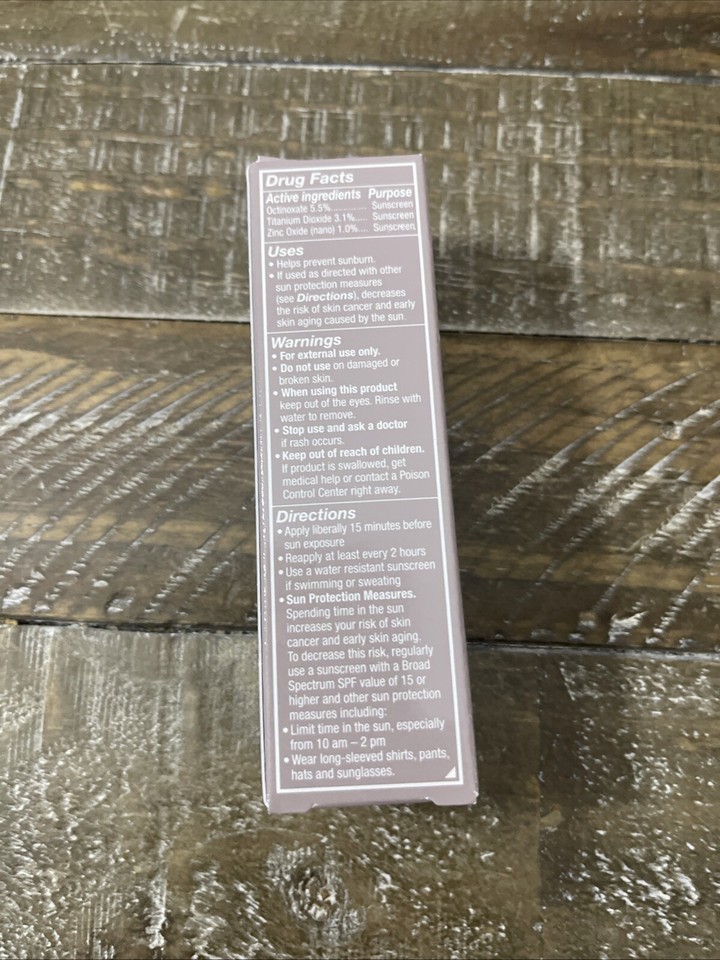 Drug Facts
Active ingredients Purpose
Octinoxate 5.5%.............. Sunscreen
Titanium Dioxide 3.1%..... Sunscreen
Zinc Oxide (nano) 1.0%.... Sunscreen
Uses
• Helps prevent sunburn.
• If used as directed with other
sun protection measures
(see Directions), decreases
the risk of skin cancer and early
skin aging caused by the sun.
Warnings
• For external use only.
• Do not use on damaged or
broken skin.
• When using this product
keep out of the eyes. Rinse with
water to remove.
• Stop use and ask a doctor
if rash occurs.
• Keep out of reach of children.
If product is swallowed, get
medical help or contact a Poison
Control Center right away.
Directions
• Apply liberally 15 minutes before
sun exposure
• Reapply at least every 2 hours
• Use a water resistant sunscreen
if swimming or sweating
• Sun Protection Measures.
Spending time in the sun
increases your risk of skin
cancer and early skin aging.
To decrease this risk, regularly
use a sunscreen with a Broad
Spectrum SPF value of 15 or
higher and other sun protection
measures including:
• Limit time in the sun, especially
from 10 am – 2 pm
• Wear long-sleeved shirts, pants,
hats and sunglasses.